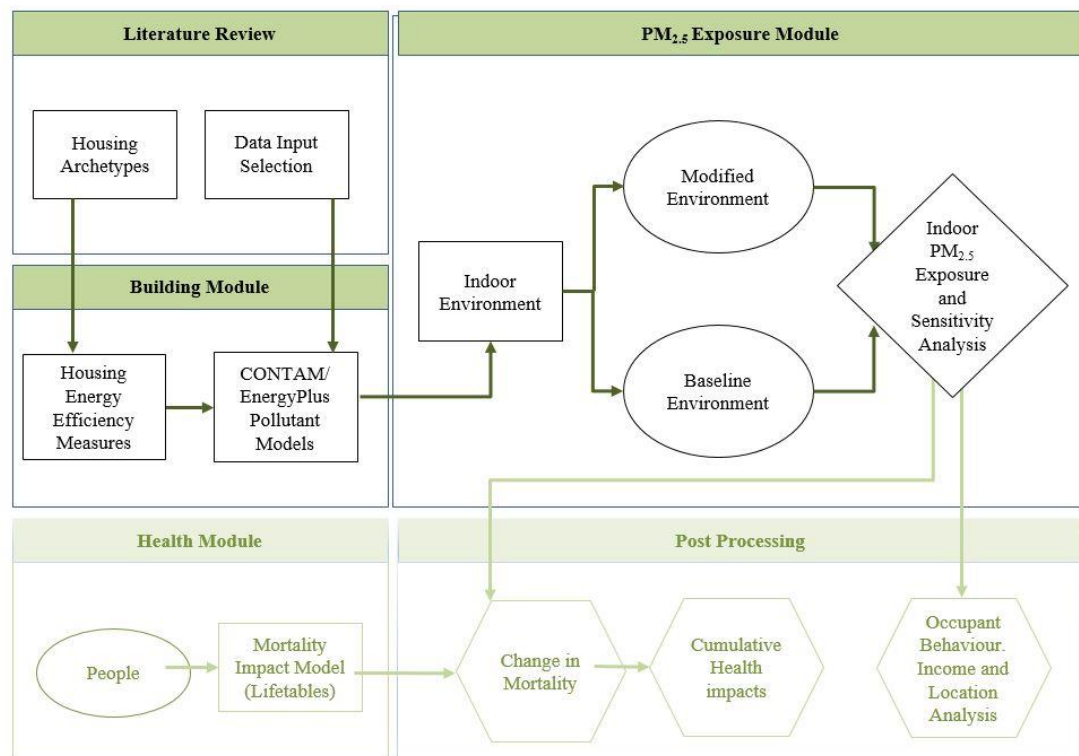 Literature Review
Housing
Archetypes
Data Input
Selection
Building Module
Housing
Energy
Efficiency
Measures
CONTAM/
EnergyPlus
Pollutant
Models
PM2.5 Exposure Module
Indoor
Environment
Modified
Environment
Baseline
Environment
Indoor
PM2.5
Exposure
and
Sensitivity
Analysis
Health Module
People
Mortality
Impact Model
(Lifetables)
Post Processing
Change in
Mortality
Cumulative
Health
impacts
Occupant
Behaviour.
Income and
Location
Analysis